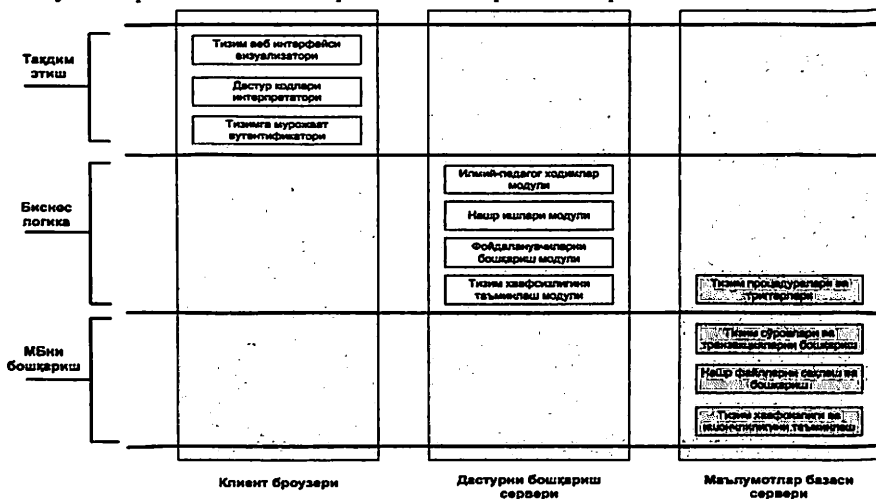 Тақдим
этиш
Тизим веб интерфейси
визуализатори
Дастур кодлари
интерпретатори
Тизимга мурожаат
аутентификатори
Бизнес
логика
Илмий-педагог ходимлар
модули
Нашр ишлари модули
Фойдаланувчиларни
бошқариш модули
Тизим хавфсизлигини
таъминлаш модули
Тизим процедуралари ва
триггерлари
МБни
бошқариш
Тизим сўровлари ва
транзакцияларни бошқариш
Нашр файлларни сақлаш ва
бошқариш
Тизим хавфсизлиги ва
ишончлилигини таъминлаш
Клиент броузери
Дастурни бошқариш
сервери
Маълумотлар базаси
сервери